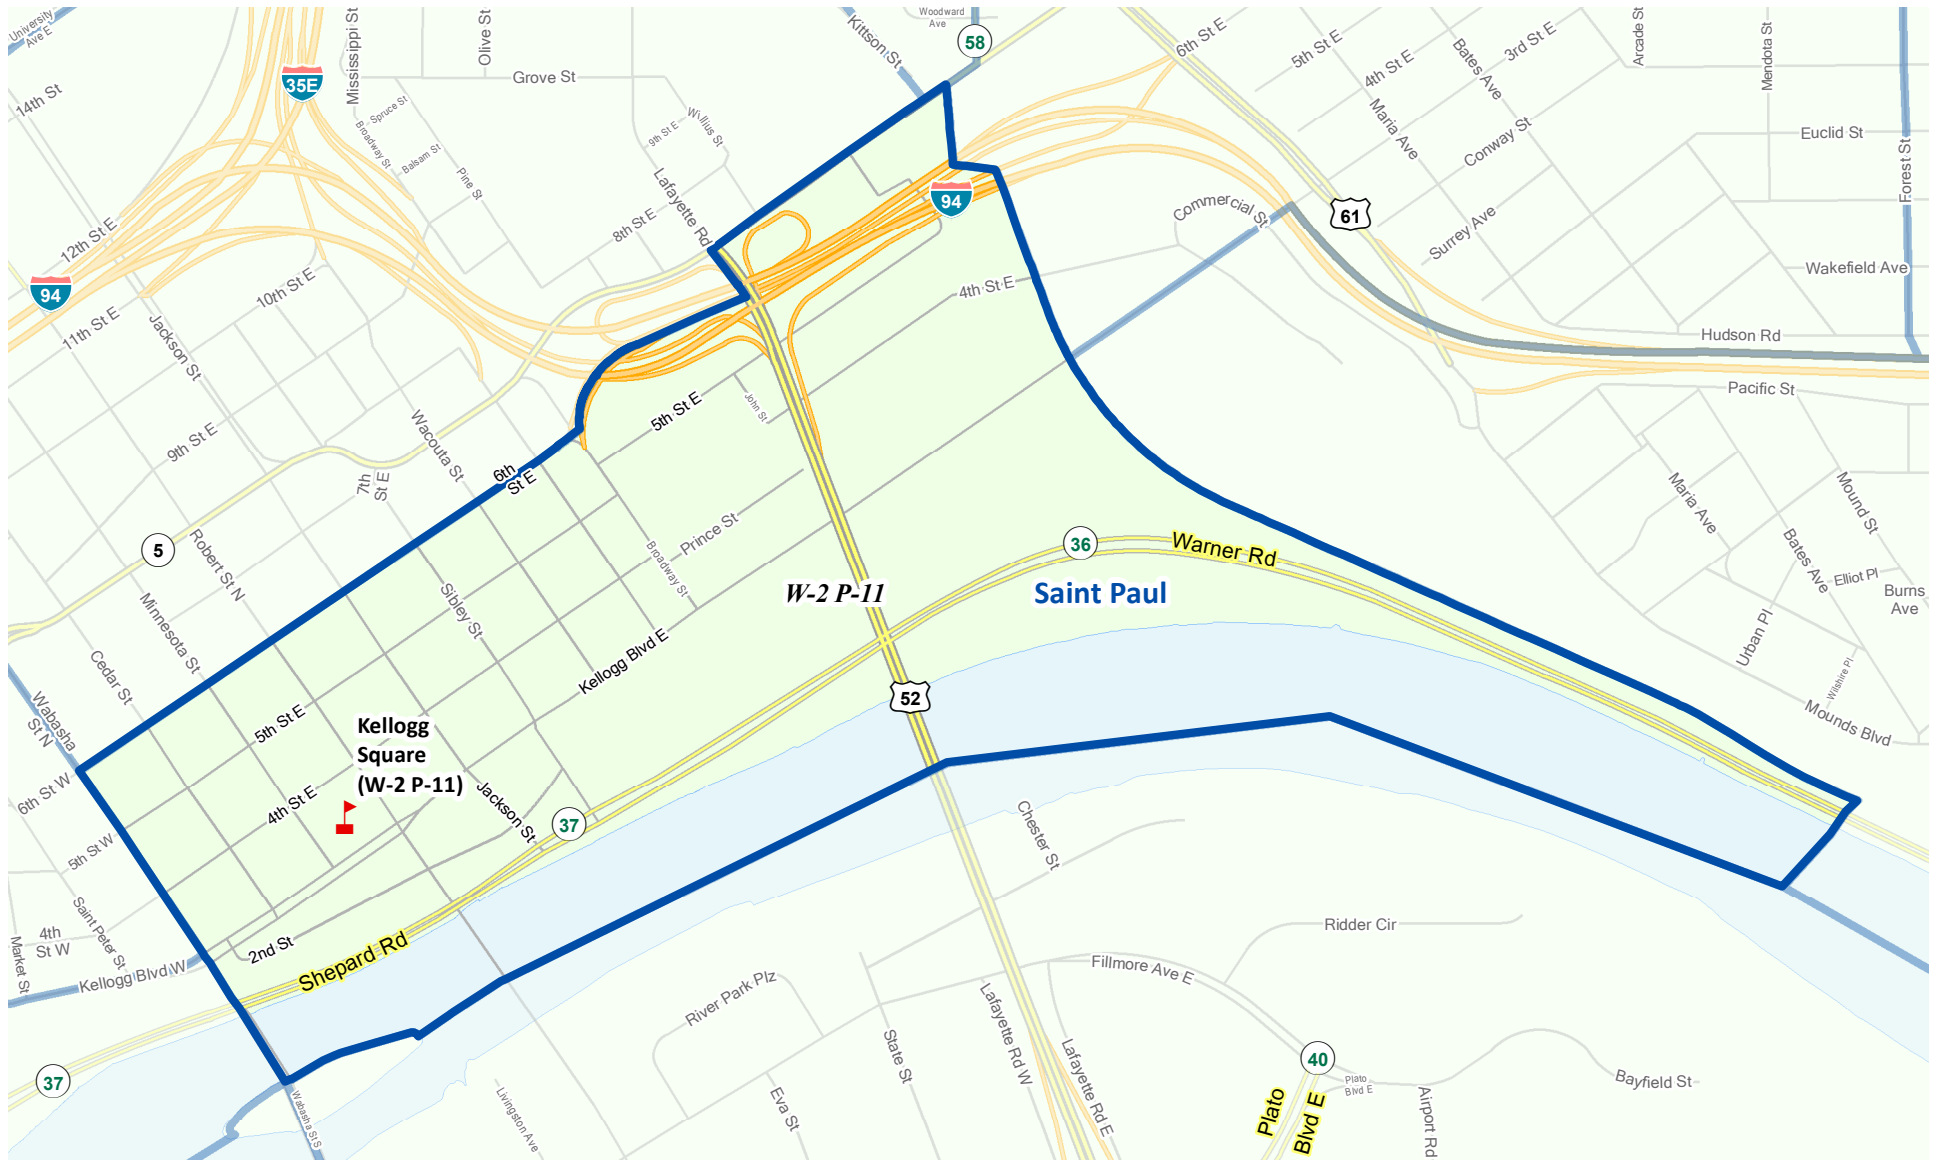 University
Ave E
Mississippi St
Olive St
Kittson St
Woodward
Ave
58
6th St E
5th St E
4th St E
Bates Ave
3rd St E
Arcade St
Mendota St
35E
Grove St
14th St
Spruce St
Broadway St
Balsam St
Pine St
9th St E
Willius St
Maria Ave
Conway St
Euclid St
Forest St
Lafayette Rd
94
Commercial St
61
Surrey Ave
12th St E
8th St E
Wakefield Ave
94
10th St E
4th St E
11th St E
Jackson St
Hudson Rd
Pacific St
5th St E
John St
9th St E
Wacouta St
6th
St E
7th
St E
Maria Ave
Mound St
5
Robert St N
Prince St
Broadway St
36
Warner Rd
Bates Ave
Elliot Pl
Burns
Ave
Minnesota St
Sibley St
W-2 P-11
Saint Paul
Urban Pl
Cedar St
Kellogg Blvd E
Wilshire Pl
Wabasha
St N
52
Mounds Blvd
5th St E
Kellogg
Square
(W-2 P-11)
6th St W
4th St E
Jackson St
37
Chester St
5th St W
Saint Peter St
4th
St W
Market St
2nd St
Shepard Rd
Ridder Cir
Kellogg Blvd W
Fillmore Ave E
River Park Plz
Lafayette Rd W
State St
Lafayette Rd E
40
37
Plato
Blvd E
Bayfield St
Wabasha St S
Livingston Ave
Eva St
Plato
Blvd E
Airport Rd